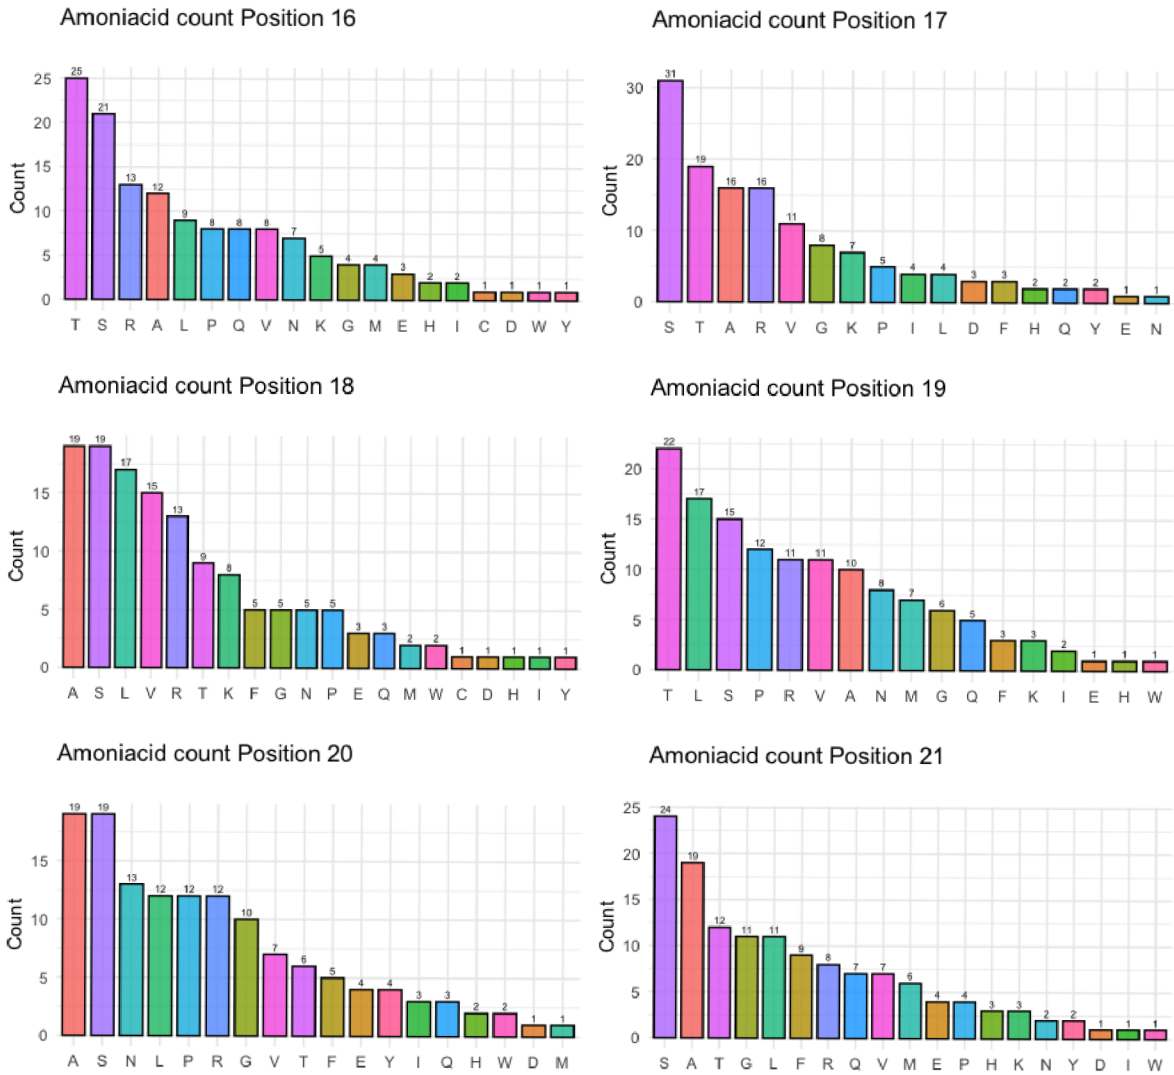 Amoniacid count Position 16
25
20
15
10
5
0
Count
25 21 13 12 9 8 8 8 7 5 4 4 3 2 2 1 1 1 1
T S R A L P Q V N K G M E H I C D W Y
Amoniacid count Position 17
30
20
10
0
Count
31 19 16 16 11 8 7 5 4 4 3 3 2 2 2 1 1
S T A R V G K P I L D F H Q Y E N
Amoniacid count Position 18
15
10
5
0
Count
19 19 17 15 13 9 8 5 5 5 5 3 3 2 2 1 1 1 1 1
A S L V R T K F G N P E Q M W C D H I Y
Amoniacid count Position 19
20
15
10
5
0
Count
22 17 15 12 11 11 10 8 7 6 5 3 3 2 1 1 1
T L S P R V A N M G Q F K I E H W
Amoniacid count Position 20
15
10
5
0
Count
19 19 13 12 12 12 10 7 6 5 4 4 3 3 2 2 1 1
A S N L P R G V T F E Y I Q H W D M
Amoniacid count Position 21
25
20
15
10
5
0
Count
24 19 12 11 11 9 8 7 7 6 4 4 3 3 2 2 1 1 1
S A T G L F R Q V M E P H K N Y D I W